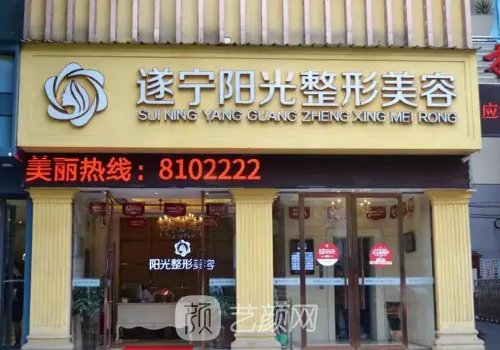 遂宁阳光整形美容
SUI NING YANG GUANG ZHENG XING MEI RONG
美丽热线：8102222
阳光整形美容
应
艺颜网